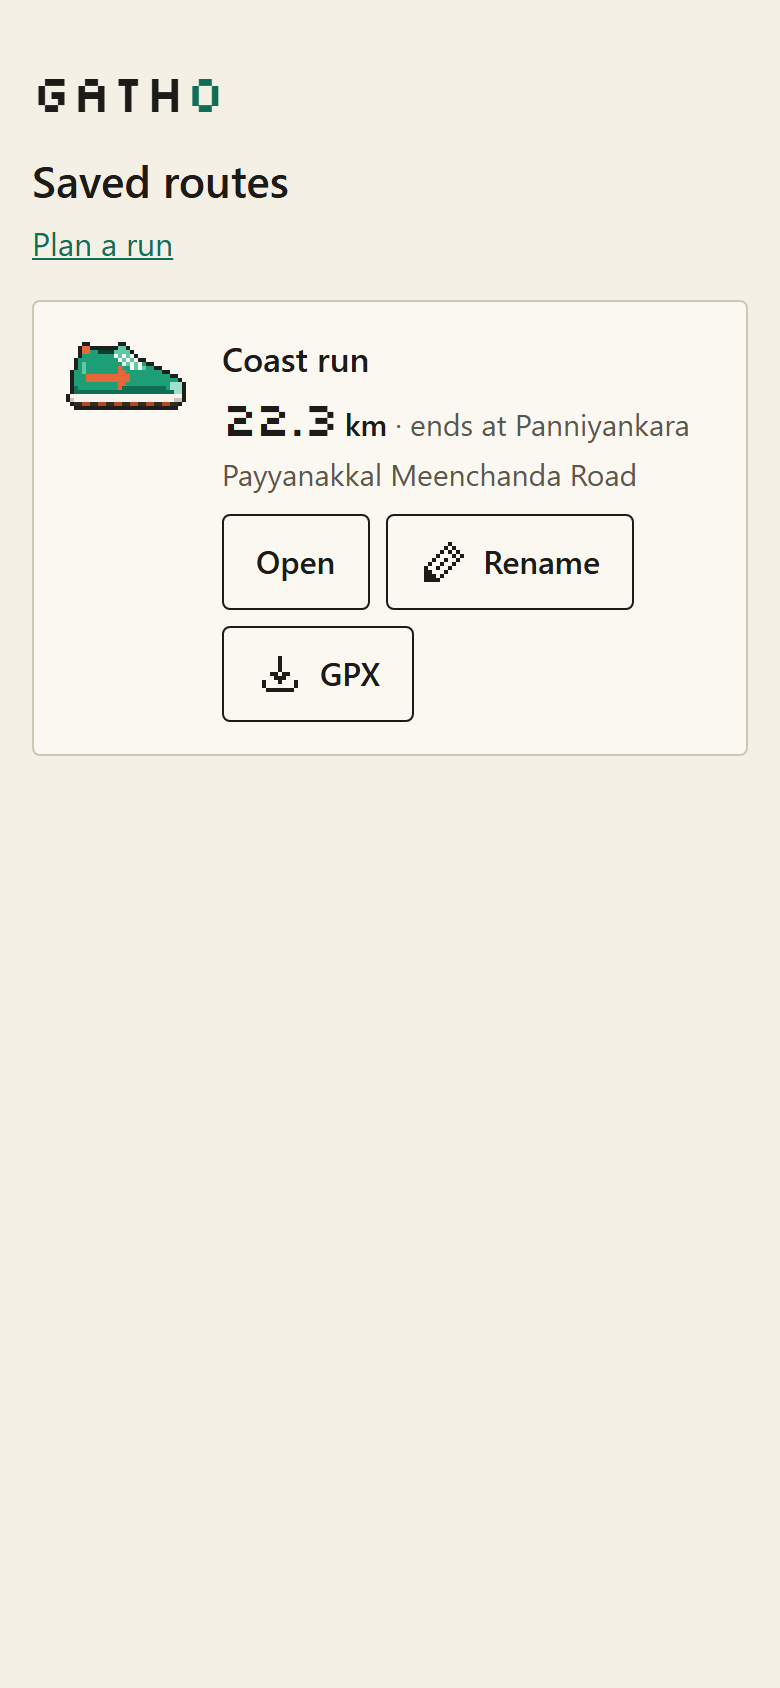 GATHO
Saved routes
Plan a run
Coast run
22.3 km · ends at Panniyankara
Payyanakkal Meenchanda Road
Open
Rename
GPX